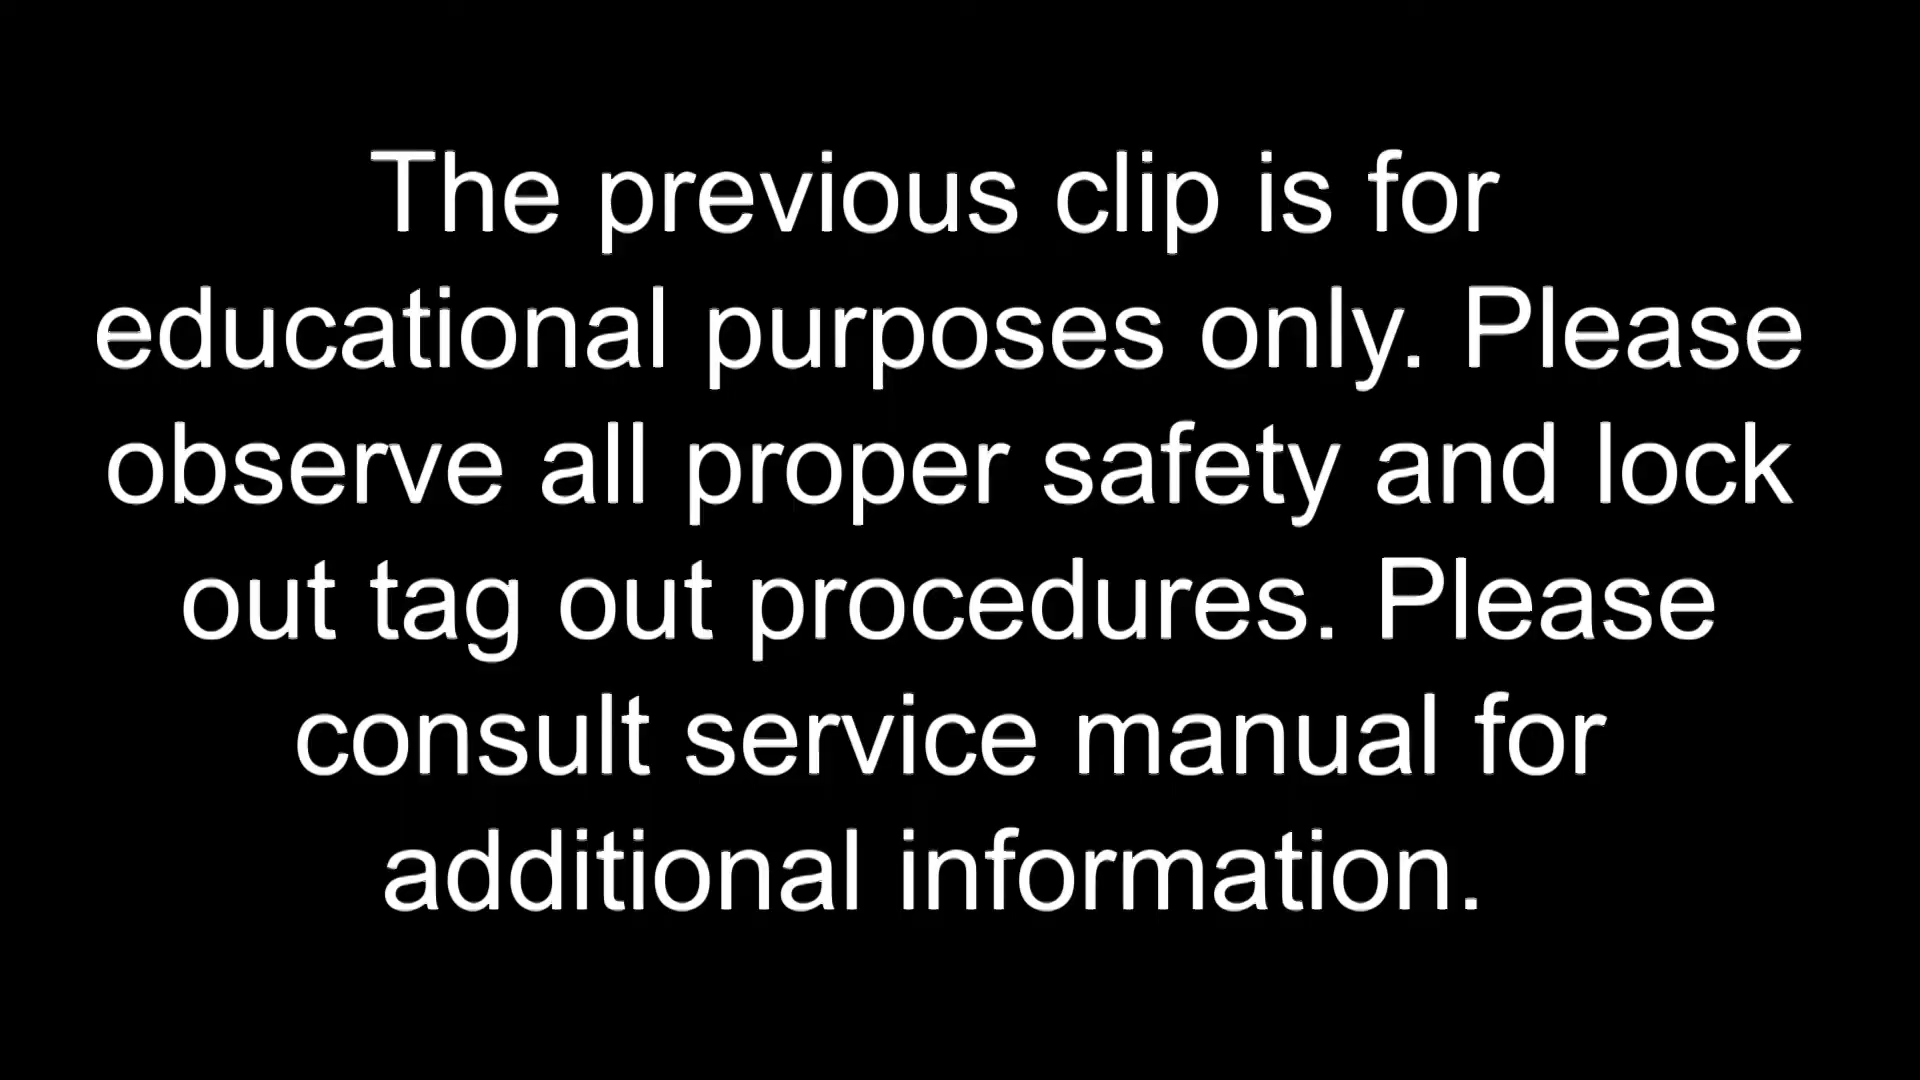 The previous clip is for
educational purposes only. Please
observe all proper safety and lock
out tag out procedures. Please
consult service manual for
additional information.